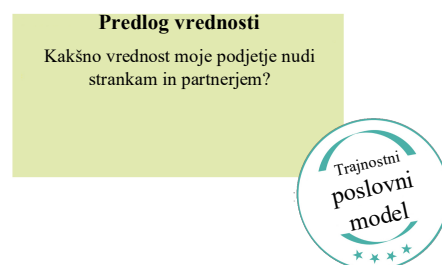 Predlog vrednosti
Kakšno vrednost moje podjetje nudi
strankam in partnerjem?
Trajnostni
poslovni
model